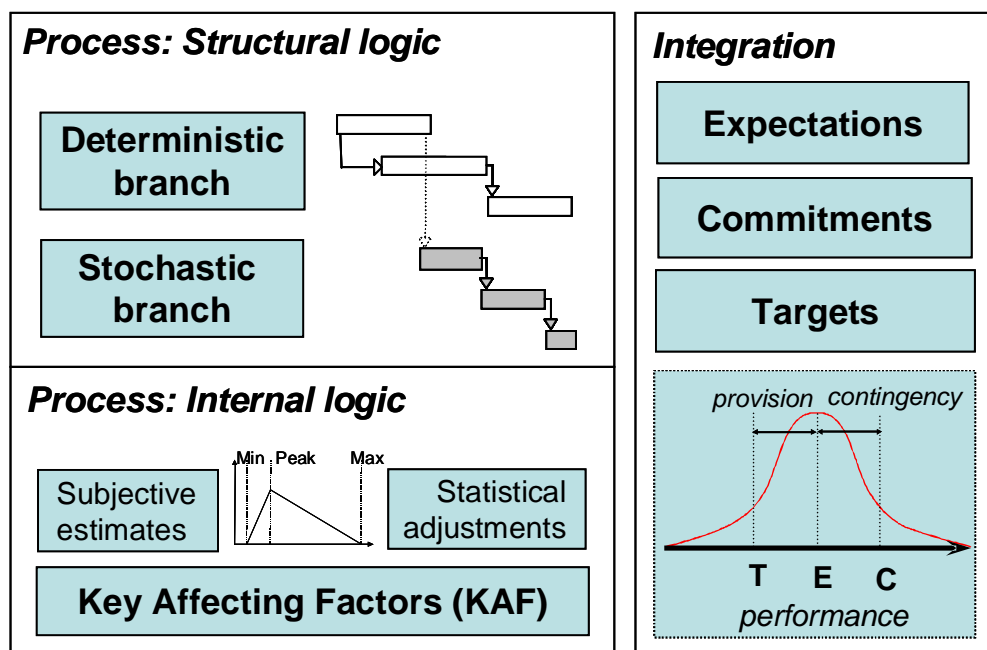 Process: Structural logic
Deterministic
branch
Stochastic
branch
Process: Internal logic
Min Peak Max
Subjective
estimates
Statistical
adjustments
Key Affecting Factors (KAF)
Integration
Expectations
Commitments
Targets
provision contingency
T E C
performance